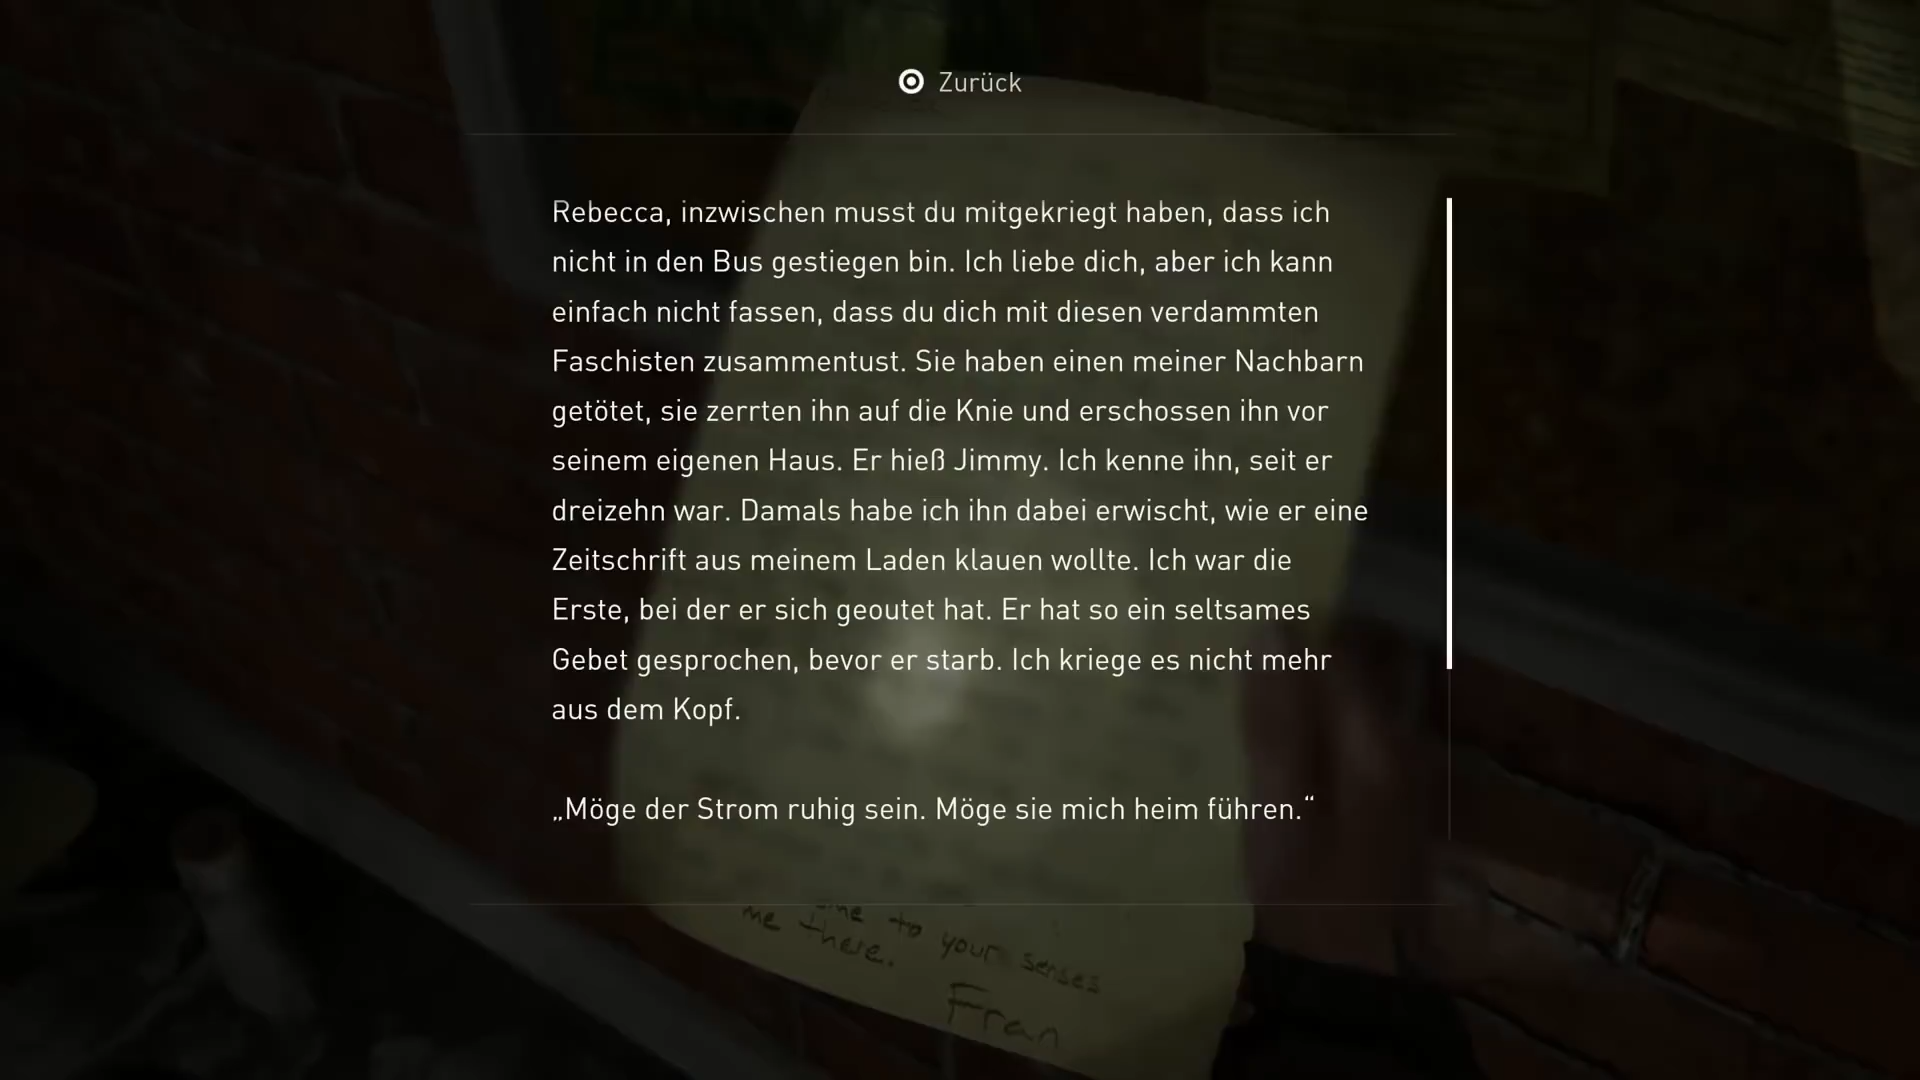 Zurück
Rebecca, inzwischen musst du mitgekriegt haben, dass ich
nicht in den Bus gestiegen bin. Ich liebe dich, aber ich kann
einfach nicht fassen, dass du dich mit diesen verdammten
Faschisten zusammentust. Sie haben einen meiner Nachbarn
getötet, sie zerrten ihn auf die Knie und erschossen ihn vor
seinem eigenen Haus. Er hieß Jimmy. Ich kenne ihn, seit er
dreizehn war. Damals habe ich ihn dabei erwischt, wie er eine
Zeitschrift aus meinem Laden klauen wollte. Ich war die
Erste, bei der er sich geoutet hat. Er hat so ein seltsames
Gebet gesprochen, bevor er starb. Ich kriege es nicht mehr
aus dem Kopf.
„Möge der Strom ruhig sein. Möge sie mich heim führen.“
to your senses
me there.
Fran